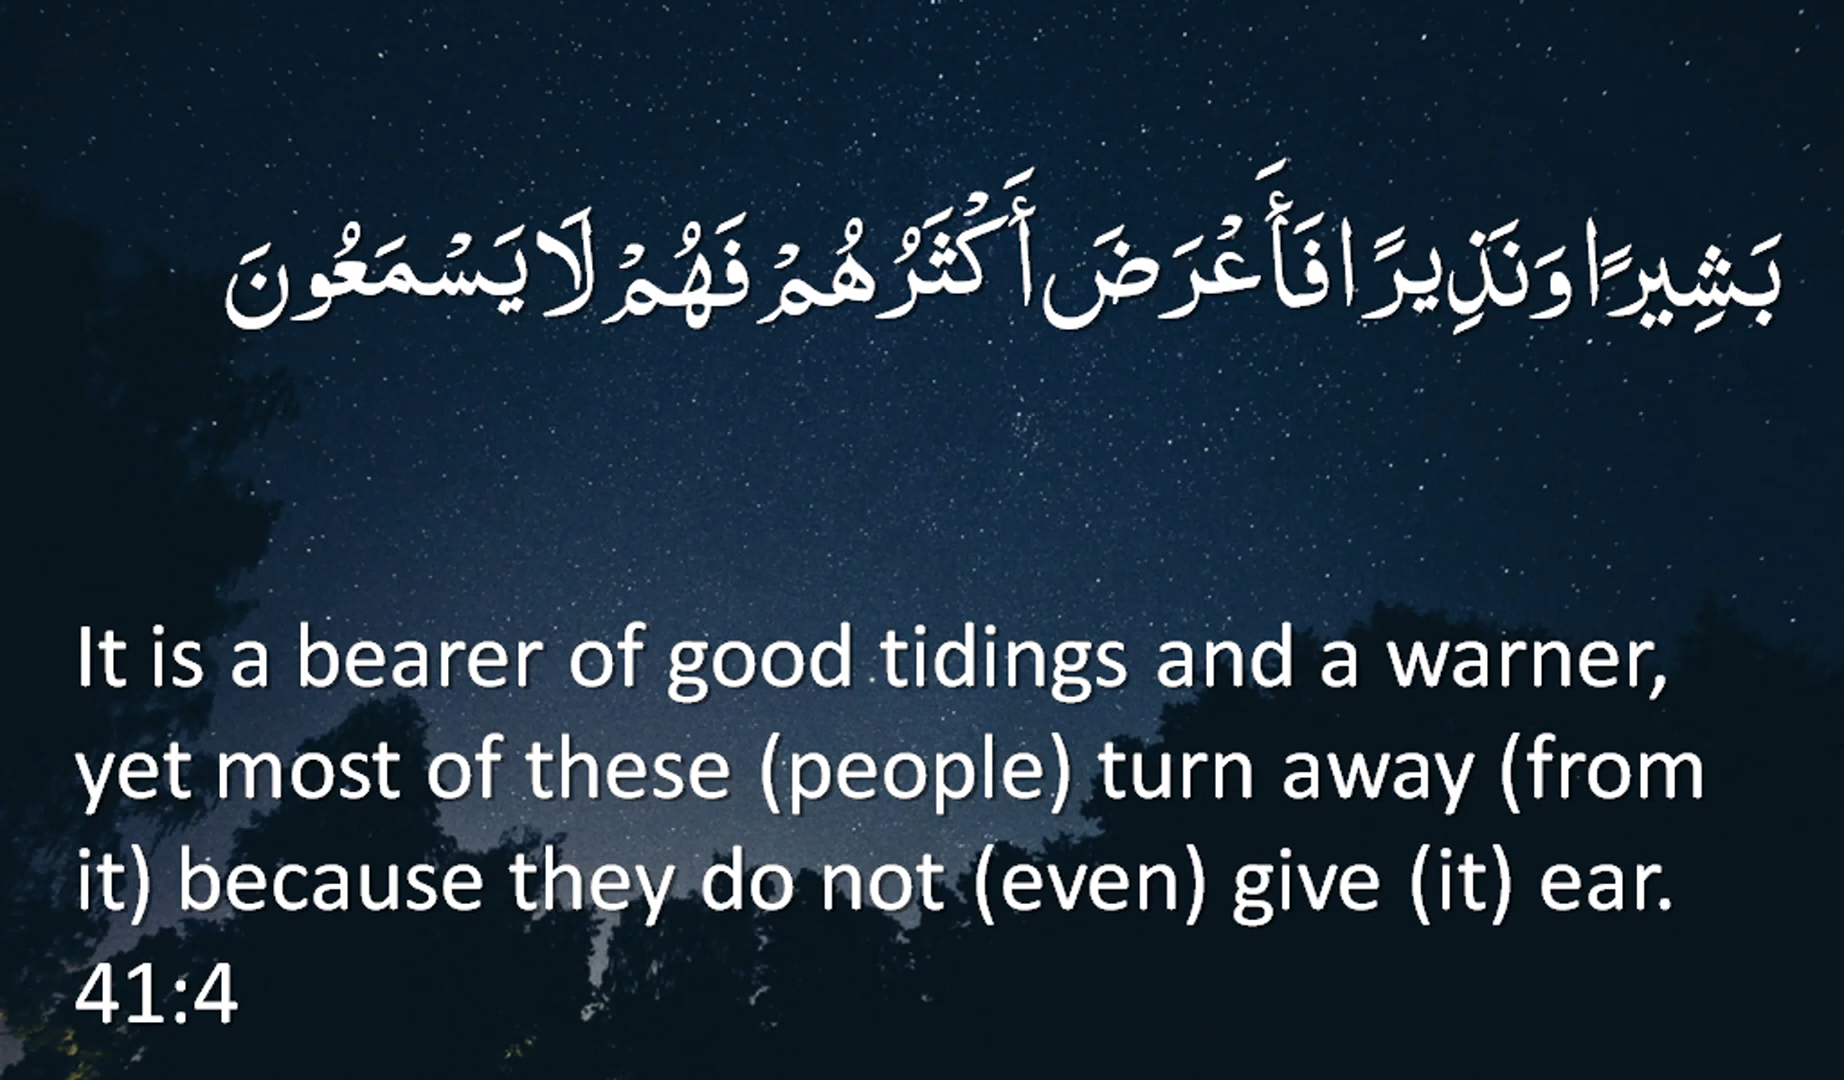 بَشِيرًا وَنَذِيرًا فَأَعْرَضَ أَكْثَرُهُمْ فَهُمْ لَا يَسْمَعُونَ
It is a bearer of good tidings and a warner,
yet most of these (people) turn away (from
it) because they do not (even) give (it) ear.
41:4